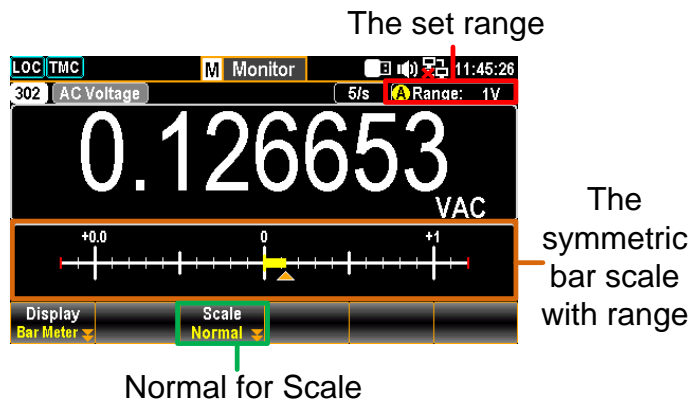 The set range
LOC TMC M Monitor 11:45:26
302 AC Voltage 5/s A Range: 1V
0.126653
VAC
+0.0 0 +1
The
symmetric
bar scale
with range
Display Scale
Bar Meter Normal
Normal for Scale